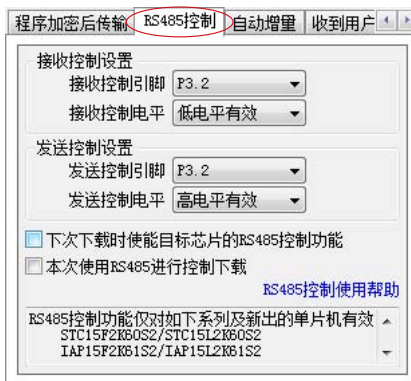 程序加密后传输 RS485控制 自动增量 收到用户
接收控制设置
接收控制引脚 P3.2
接收控制电平 低电平有效
发送控制设置
发送控制引脚 P3.2
发送控制电平 高电平有效
下次下载时使能目标芯片的RS485控制功能
本次使用RS485进行控制下载
RS485控制使用帮助
RS485控制功能仅对如下系列及新出的单片机有效
STC15F2K60S2/STC15L2K60S2
IAP15F2K61S2/IAP15L2K61S2